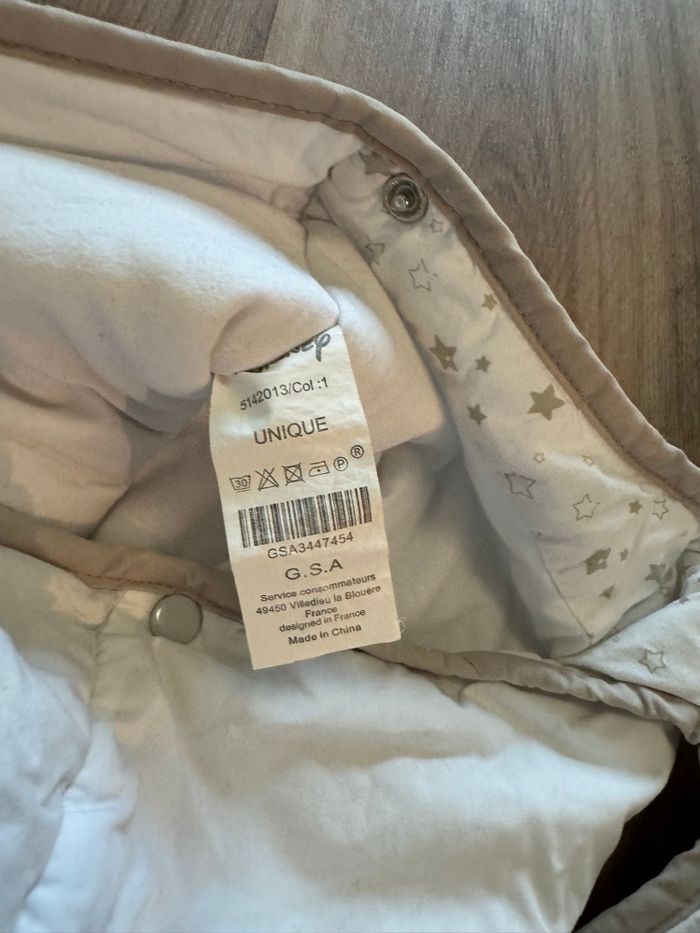 5142013/Col :1
UNIQUE
30 P ®
GSA3447454
G.S.A
Service consommateurs
49450 Villedieu la Blouere
France
designed in France
Made in China